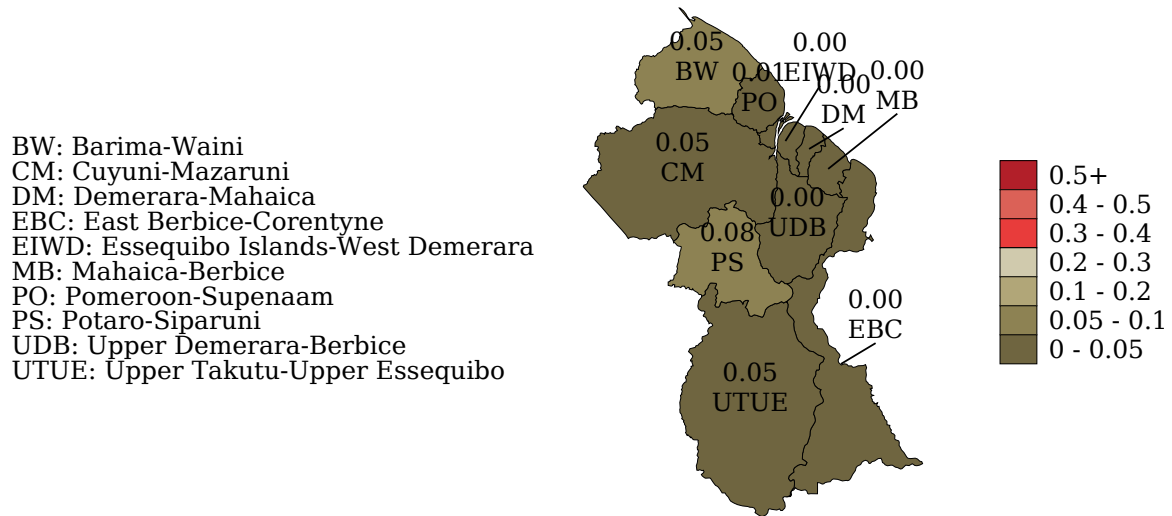 BW: Barima-Waini
CM: Cuyuni-Mazaruni
DM: Demerara-Mahaica
EBC: East Berbice-Corentyne
EIWD: Essequibo Islands-West Demerara
MB: Mahaica-Berbice
PO: Pomeroon-Supenaam
PS: Potaro-Siparuni
UDB: Upper Demerara-Berbice
UTUE: Upper Takutu-Upper Essequibo
0.05
BW
0.01
PO
0.00
EIWD
0.00
DM
0.00
MB
0.05
CM
0.00
UDB
0.08
PS
0.00
EBC
0.05
UTUE
0.5+
0.4 - 0.5
0.3 - 0.4
0.2 - 0.3
0.1 - 0.2
0.05 - 0.1
0 - 0.05